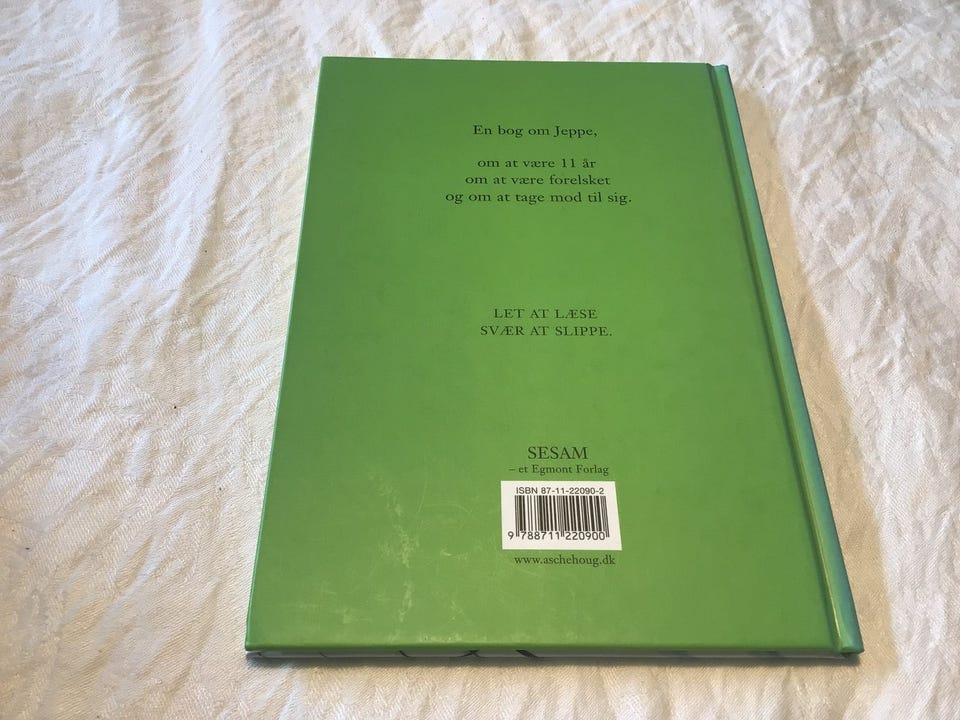 En bog om Jeppe,
om at være 11 år
om at være forelsket
og om at tage mod til sig.
LET AT LÆSE
SVÆR AT SLIPPE.
SESAM
– et Egmont Forlag
ISBN 87-11-22090-2
9 788711 220900
www.aschehoug.dk